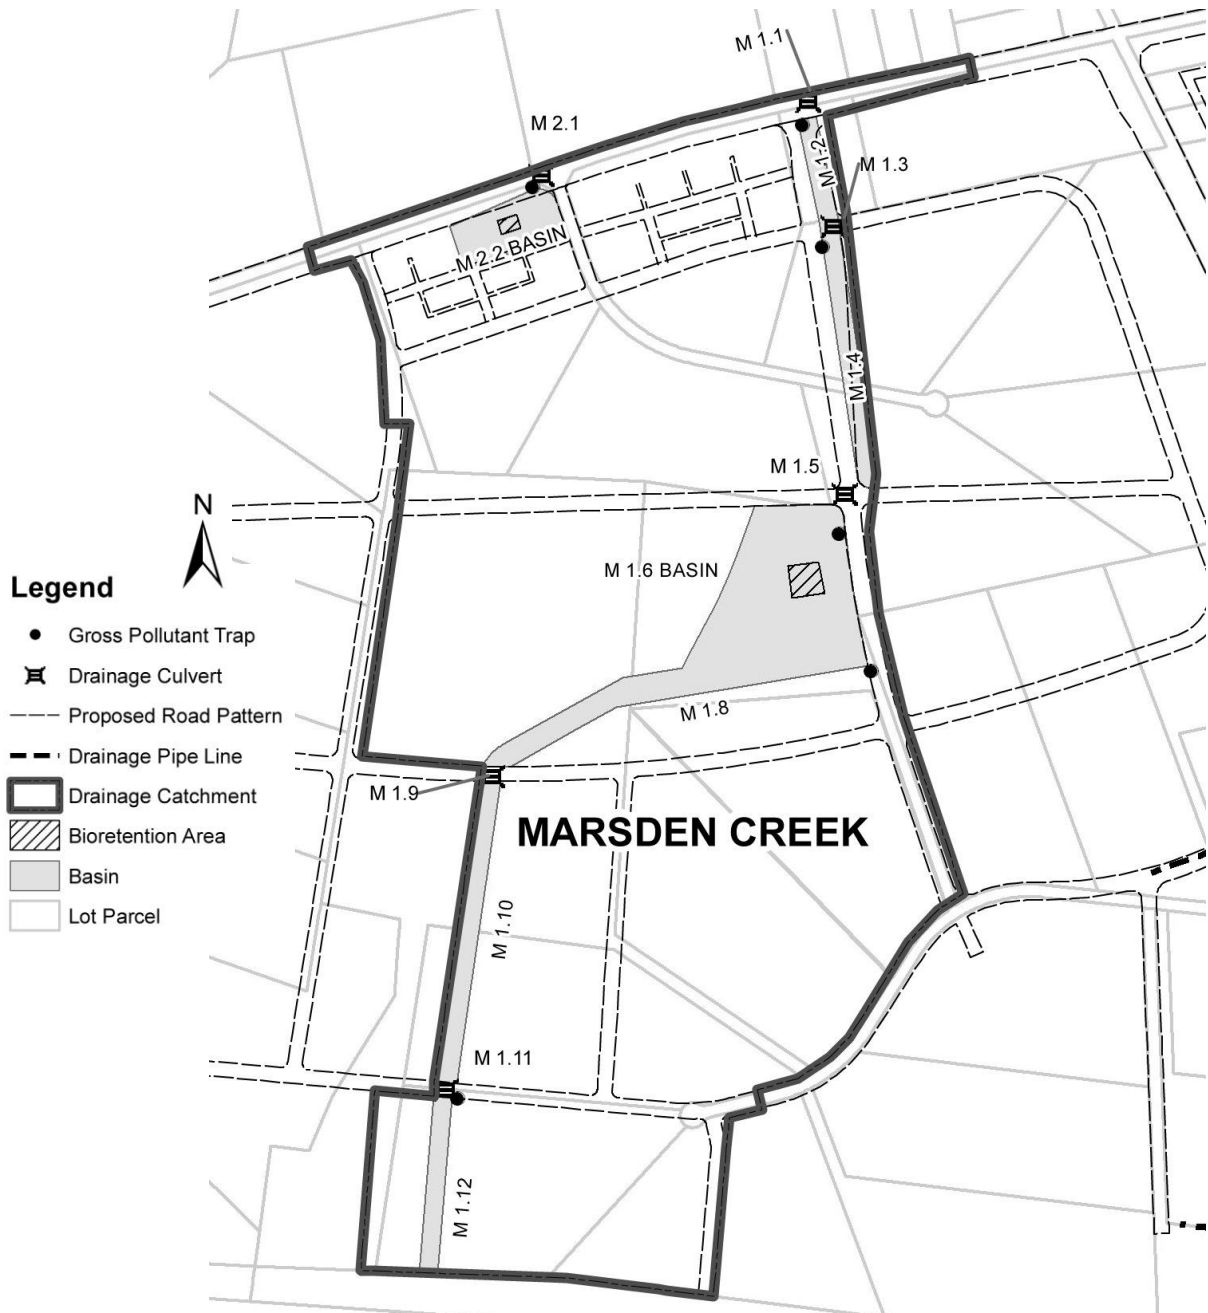 M 1.1
M 2.1
M 1.2
M 1.3
M 2.2 BASIN
M 1.4
M 1.5
N
M 1.6 BASIN
Legend
Gross Pollutant Trap
Drainage Culvert
Proposed Road Pattern
Drainage Pipe Line
Drainage Catchment
Bioretention Area
Basin
Lot Parcel
M 1.8
M 1.9
MARSDEN CREEK
M 1.10
M 1.11
M 1.12